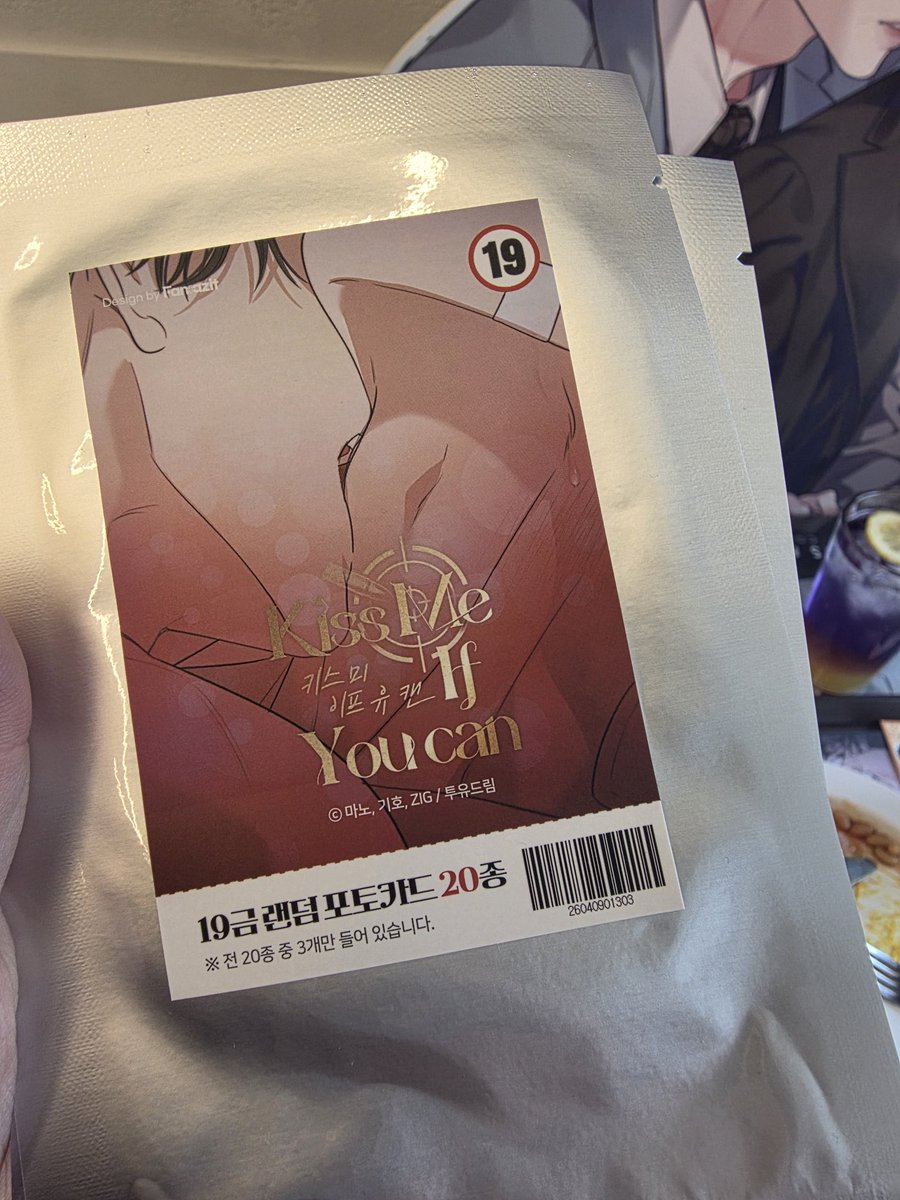 19
Design by Fantazit
Kiss Me
If
키스 미
이프 유 캔
You can
© 마노, 기호, ZIG / 투유드림
19금 랜덤 포토카드 20종
※ 전 20종 중 3개만 들어 있습니다.
26040901303